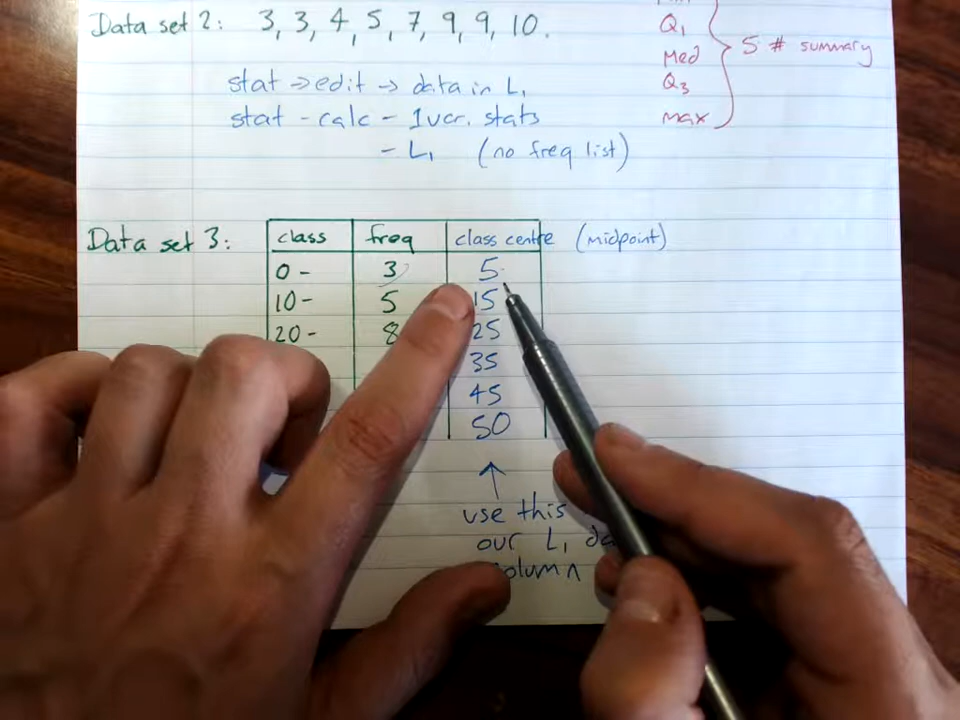 Data set 2: 3, 3, 4, 5, 7, 9, 9, 10.
Q1
Med
Q3
max
5 # summary
stat → edit → data in L1
stat - calc - 1 var. stats
- L1 (no freq list)
Data set 3:
class freq class centre (midpoint)
0- 3 5
10- 5 15
20- 8 25
35
45
50
↑
use this
our L1